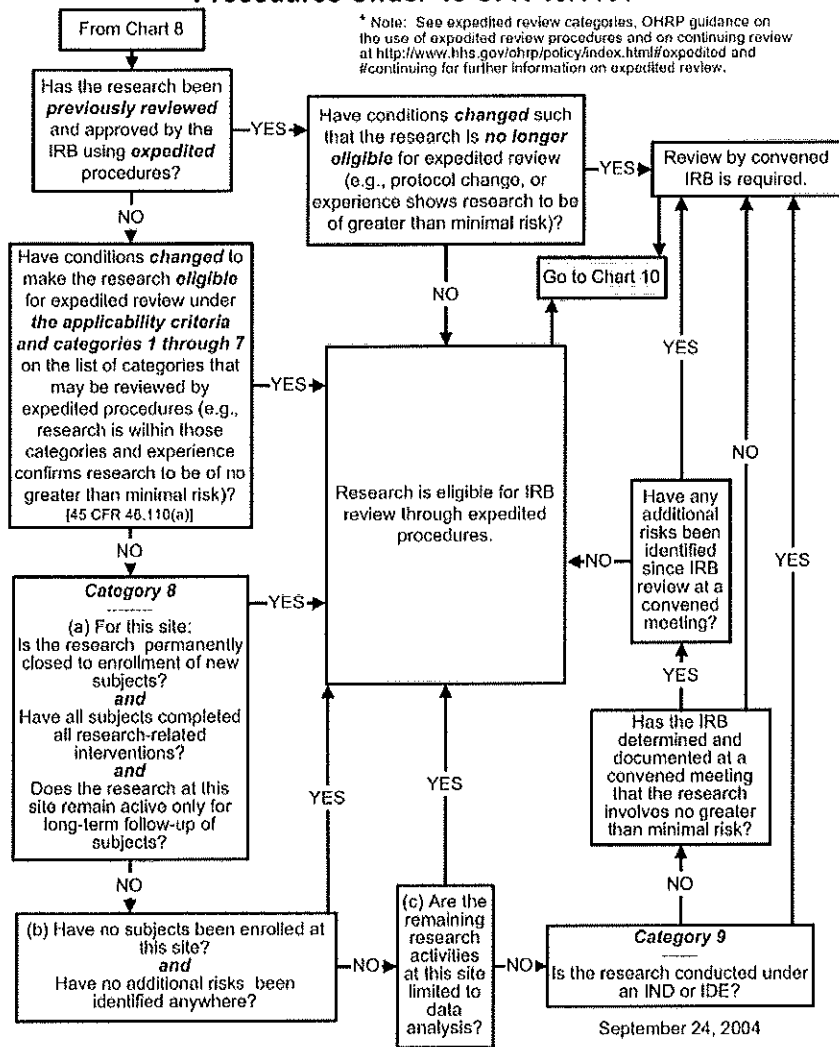 Procedures Under 45 CFR
* Note: See expedited review categories, OHRP guidance on
the use of expedited review procedures and on continuing review
at http://www.hhs.gov/ohrp/policy/index.html#expedited and
#continuing for further information on expedited review.
From Chart 8
Has the research been
previously reviewed
and approved by the
IRB using expedited
procedures?
YES
Have conditions changed such
that the research is no longer
eligible for expedited review
(e.g., protocol change, or
experience shows research to be
of greater than minimal risk)?
YES
Review by convened
IRB is required.
NO
NO
Go to Chart 10
Have conditions changed to
make the research eligible
for expedited review under
the applicability criteria
and categories 1 through 7
on the list of categories that
may be reviewed by
expedited procedures (e.g.,
research is within those
categories and experience
confirms research to be of no
greater than minimal risk)?
[45 CFR 46.110(a)]
YES
Research is eligible for IRB
review through expedited
procedures.
YES
NO
YES
Have any
additional
risks been
identified
since IRB
review at a
convened
meeting?
NO
NO
Category 8
(a) For this site:
Is the research permanently
closed to enrollment of new
subjects?
and
Have all subjects completed
all research-related
interventions?
and
Does the research at this
site remain active only for
long-term follow-up of
subjects?
YES
YES
YES
YES
Has the IRB
determined and
documented at a
convened meeting
that the research
involves no greater
than minimal risk?
NO
NO
(b) Have no subjects been enrolled at
this site?
and
Have no additional risks been
identified anywhere?
NO
(c) Are the
remaining
research
activities
at this site
limited to
data
analysis?
NO
Category 9
Is the research conducted under
an IND or IDE?
September 24, 2004